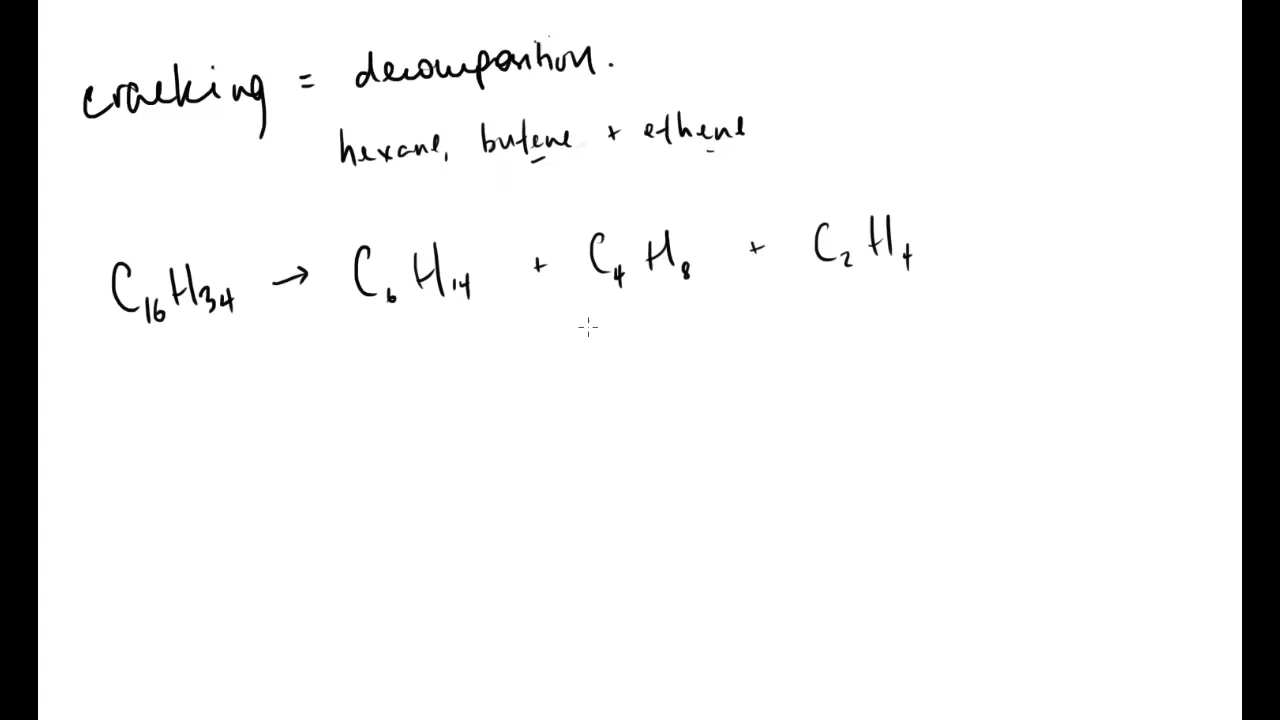 cracking = decomposition.
hexane, butene + ethene
C₁₆H₃₄ → C₆H₁₄ + C₄H₈ + C₂H₄